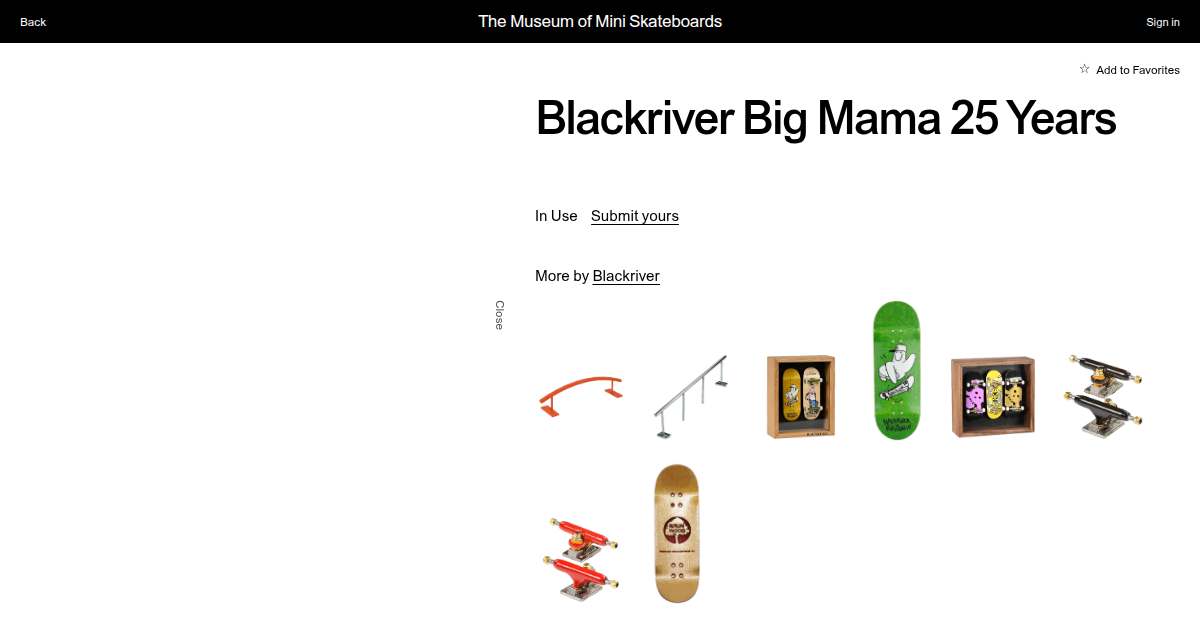 Back
The Museum of Mini Skateboards
Sign in
☆ Add to Favorites
Blackriver Big Mama 25 Years
In Use Submit yours
More by Blackriver
Close